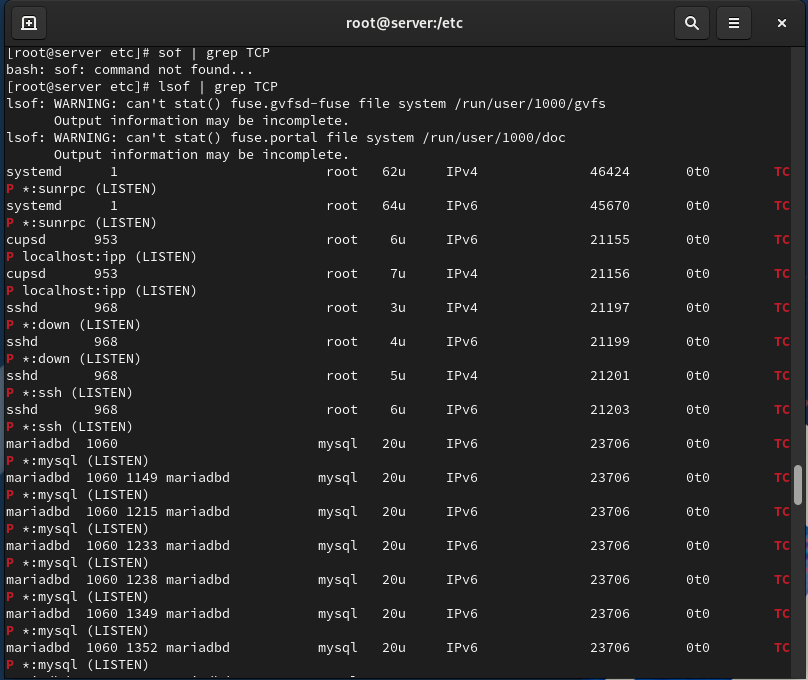 root@server:/etc
[root@server etc]# sof | grep TCP
bash: sof: command not found...
[root@server etc]# lsof | grep TCP
lsof: WARNING: can't stat() fuse.gvfsd-fuse file system /run/user/1000/gvfs
      Output information may be incomplete.
lsof: WARNING: can't stat() fuse.portal file system /run/user/1000/doc
      Output information may be incomplete.
systemd      1                          root   62u     IPv4              46424       0t0        TC
P *:sunrpc (LISTEN)
systemd      1                          root   64u     IPv6              45670       0t0        TC
P *:sunrpc (LISTEN)
cupsd      953                          root    6u     IPv6              21155       0t0        TC
P localhost:ipp (LISTEN)
cupsd      953                          root    7u     IPv4              21156       0t0        TC
P localhost:ipp (LISTEN)
sshd       968                          root    3u     IPv4              21197       0t0        TC
P *:down (LISTEN)
sshd       968                          root    4u     IPv6              21199       0t0        TC
P *:down (LISTEN)
sshd       968                          root    5u     IPv4              21201       0t0        TC
P *:ssh (LISTEN)
sshd       968                          root    6u     IPv6              21203       0t0        TC
P *:ssh (LISTEN)
mariadbd  1060                         mysql   20u     IPv6              23706       0t0        TC
P *:mysql (LISTEN)
mariadbd  1060 1149 mariadbd           mysql   20u     IPv6              23706       0t0        TC
P *:mysql (LISTEN)
mariadbd  1060 1215 mariadbd           mysql   20u     IPv6              23706       0t0        TC
P *:mysql (LISTEN)
mariadbd  1060 1233 mariadbd           mysql   20u     IPv6              23706       0t0        TC
P *:mysql (LISTEN)
mariadbd  1060 1238 mariadbd           mysql   20u     IPv6              23706       0t0        TC
P *:mysql (LISTEN)
mariadbd  1060 1349 mariadbd           mysql   20u     IPv6              23706       0t0        TC
P *:mysql (LISTEN)
mariadbd  1060 1352 mariadbd           mysql   20u     IPv6              23706       0t0        TC
P *:mysql (LISTEN)